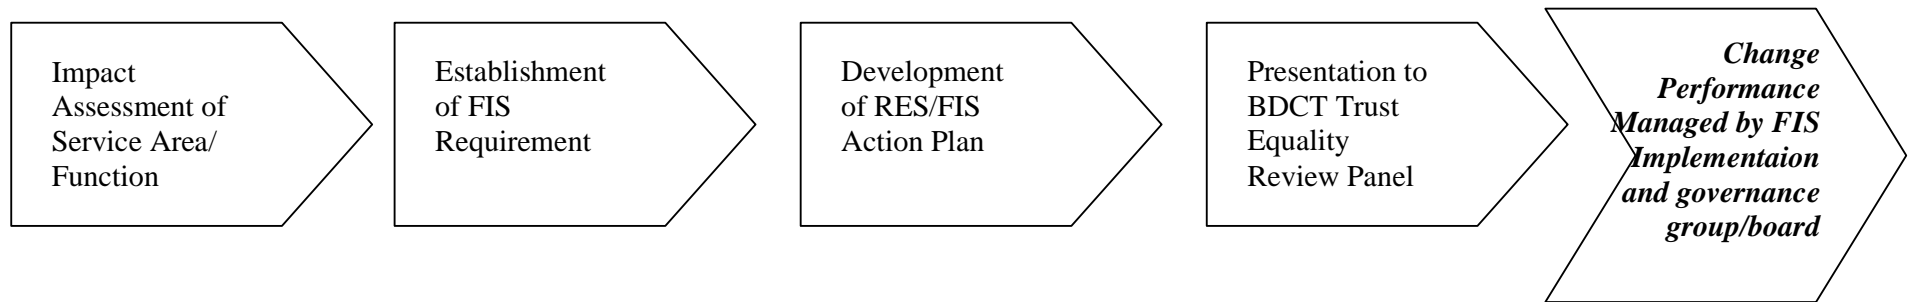 Impact
Assessment of
Service Area/
Function
Establishment
of FIS
Requirement
Development
of RES/FIS
Action Plan
Presentation to
BDCT Trust
Equality
Review Panel
Change
Performance
Managed by FIS
Implementaion
and governance
group/board